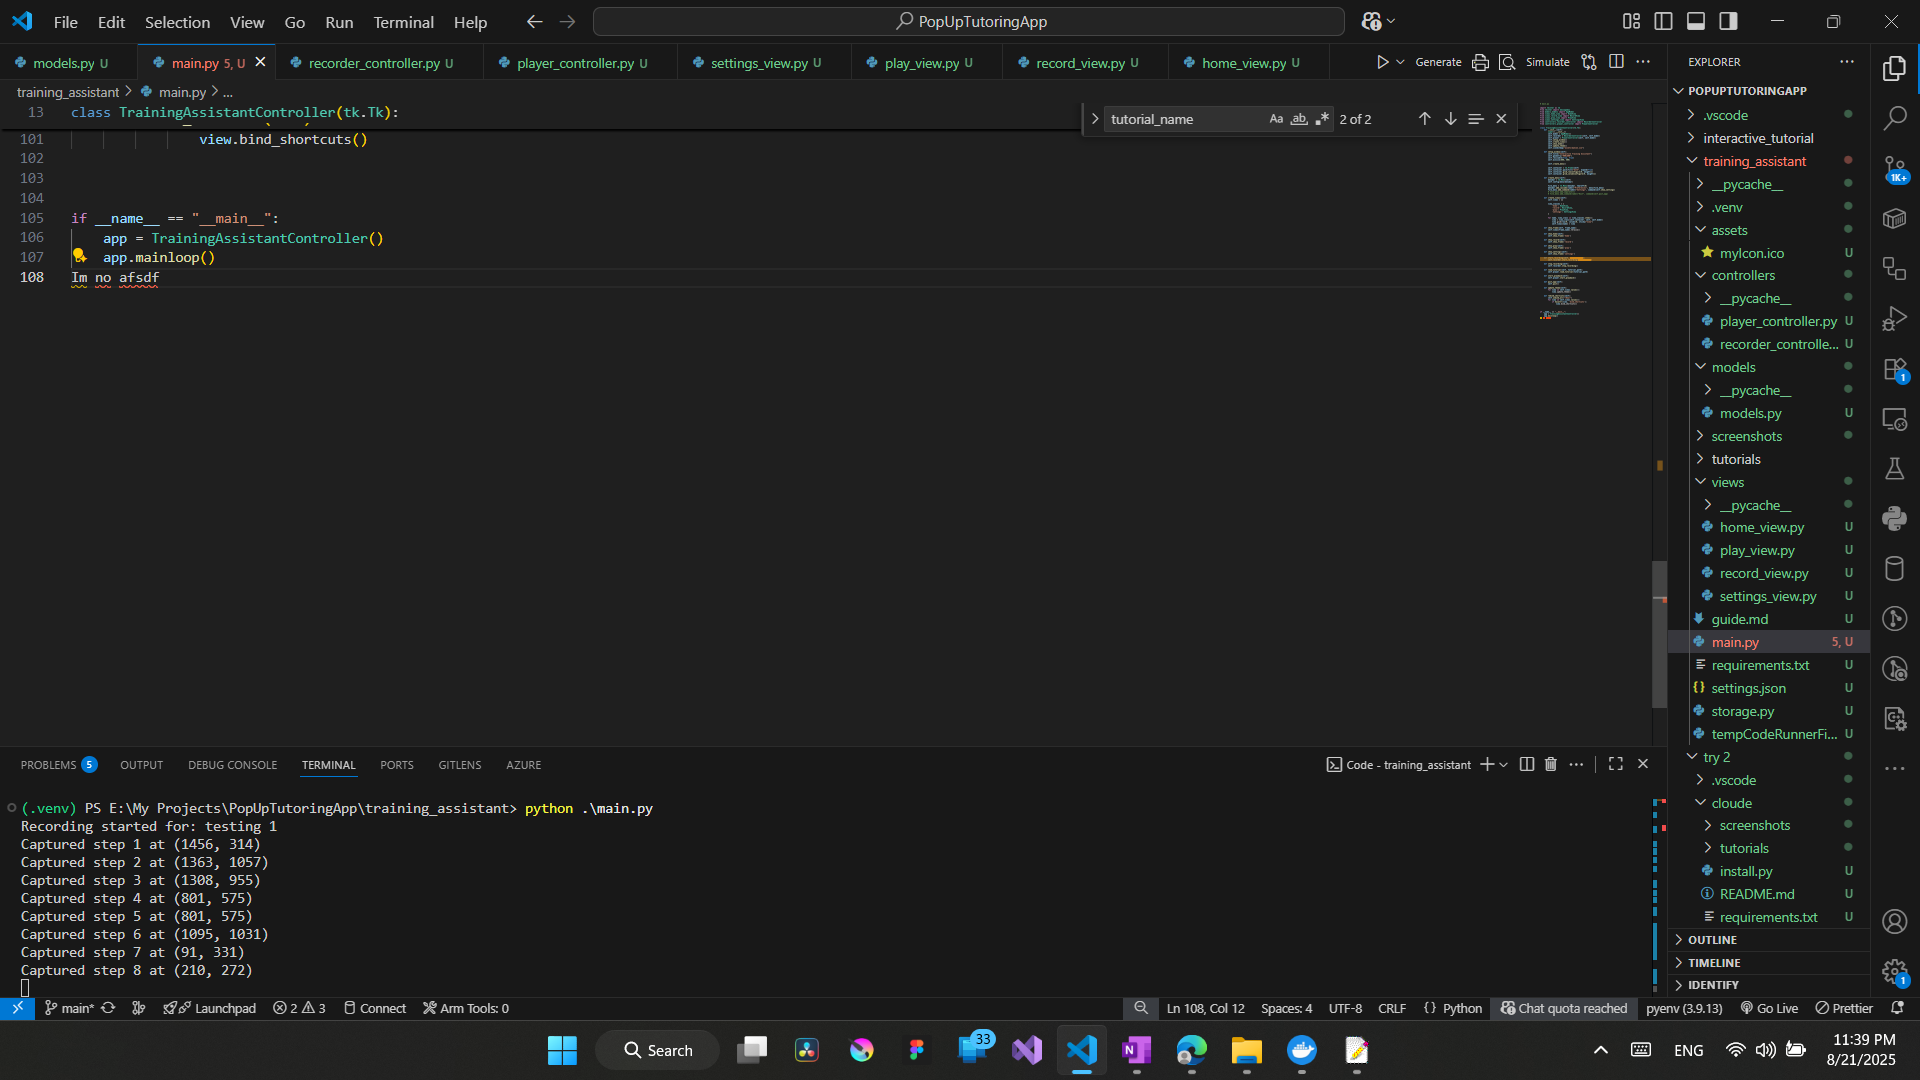 File Edit Selection View Go Run Terminal Help
PopUpTutoringApp
models.py U
main.py 5, U
recorder_controller.py U
player_controller.py U
settings_view.py U
play_view.py U
record_view.py U
home_view.py U
Generate
Simulate
training_assistant > main.py > ...
13 class TrainingAssistantController(tk.Tk):
tutorial_name
Aa ab 2 of 2
101 view.bind_shortcuts()
102
103
104
105 if __name__ == "__main__":
106 app = TrainingAssistantController()
107 app.mainloop()
108 Im no afsdf
EXPLORER
POPUPTUTORINGAPP
.vscode
interactive_tutorial
training_assistant
__pycache__
.venv
assets
myIcon.ico U
controllers
__pycache__
player_controller.py U
recorder_controlle... U
models
__pycache__
models.py U
screenshots
tutorials
views
__pycache__
home_view.py U
play_view.py U
record_view.py U
settings_view.py U
guide.md U
main.py 5, U
requirements.txt U
settings.json U
storage.py U
tempCodeRunnerFi... U
try 2
.vscode
cloude
screenshots
tutorials
install.py U
README.md U
requirements.txt U
OUTLINE
TIMELINE
IDENTIFY
1K+
1
1
PROBLEMS 5 OUTPUT DEBUG CONSOLE TERMINAL PORTS GITLENS AZURE
Code - training_assistant
(.venv) PS E:\My Projects\PopUpTutoringApp\training_assistant> python .\main.py
Recording started for: testing 1
Captured step 1 at (1456, 314)
Captured step 2 at (1363, 1057)
Captured step 3 at (1308, 955)
Captured step 4 at (801, 575)
Captured step 5 at (801, 575)
Captured step 6 at (1095, 1031)
Captured step 7 at (91, 331)
Captured step 8 at (210, 272)
main* Launchpad 2 3 Connect Arm Tools: 0
Ln 108, Col 12 Spaces: 4 UTF-8 CRLF {} Python Chat quota reached pyenv (3.9.13) Go Live Prettier
Search
33
ENG
11:39 PM
8/21/2025